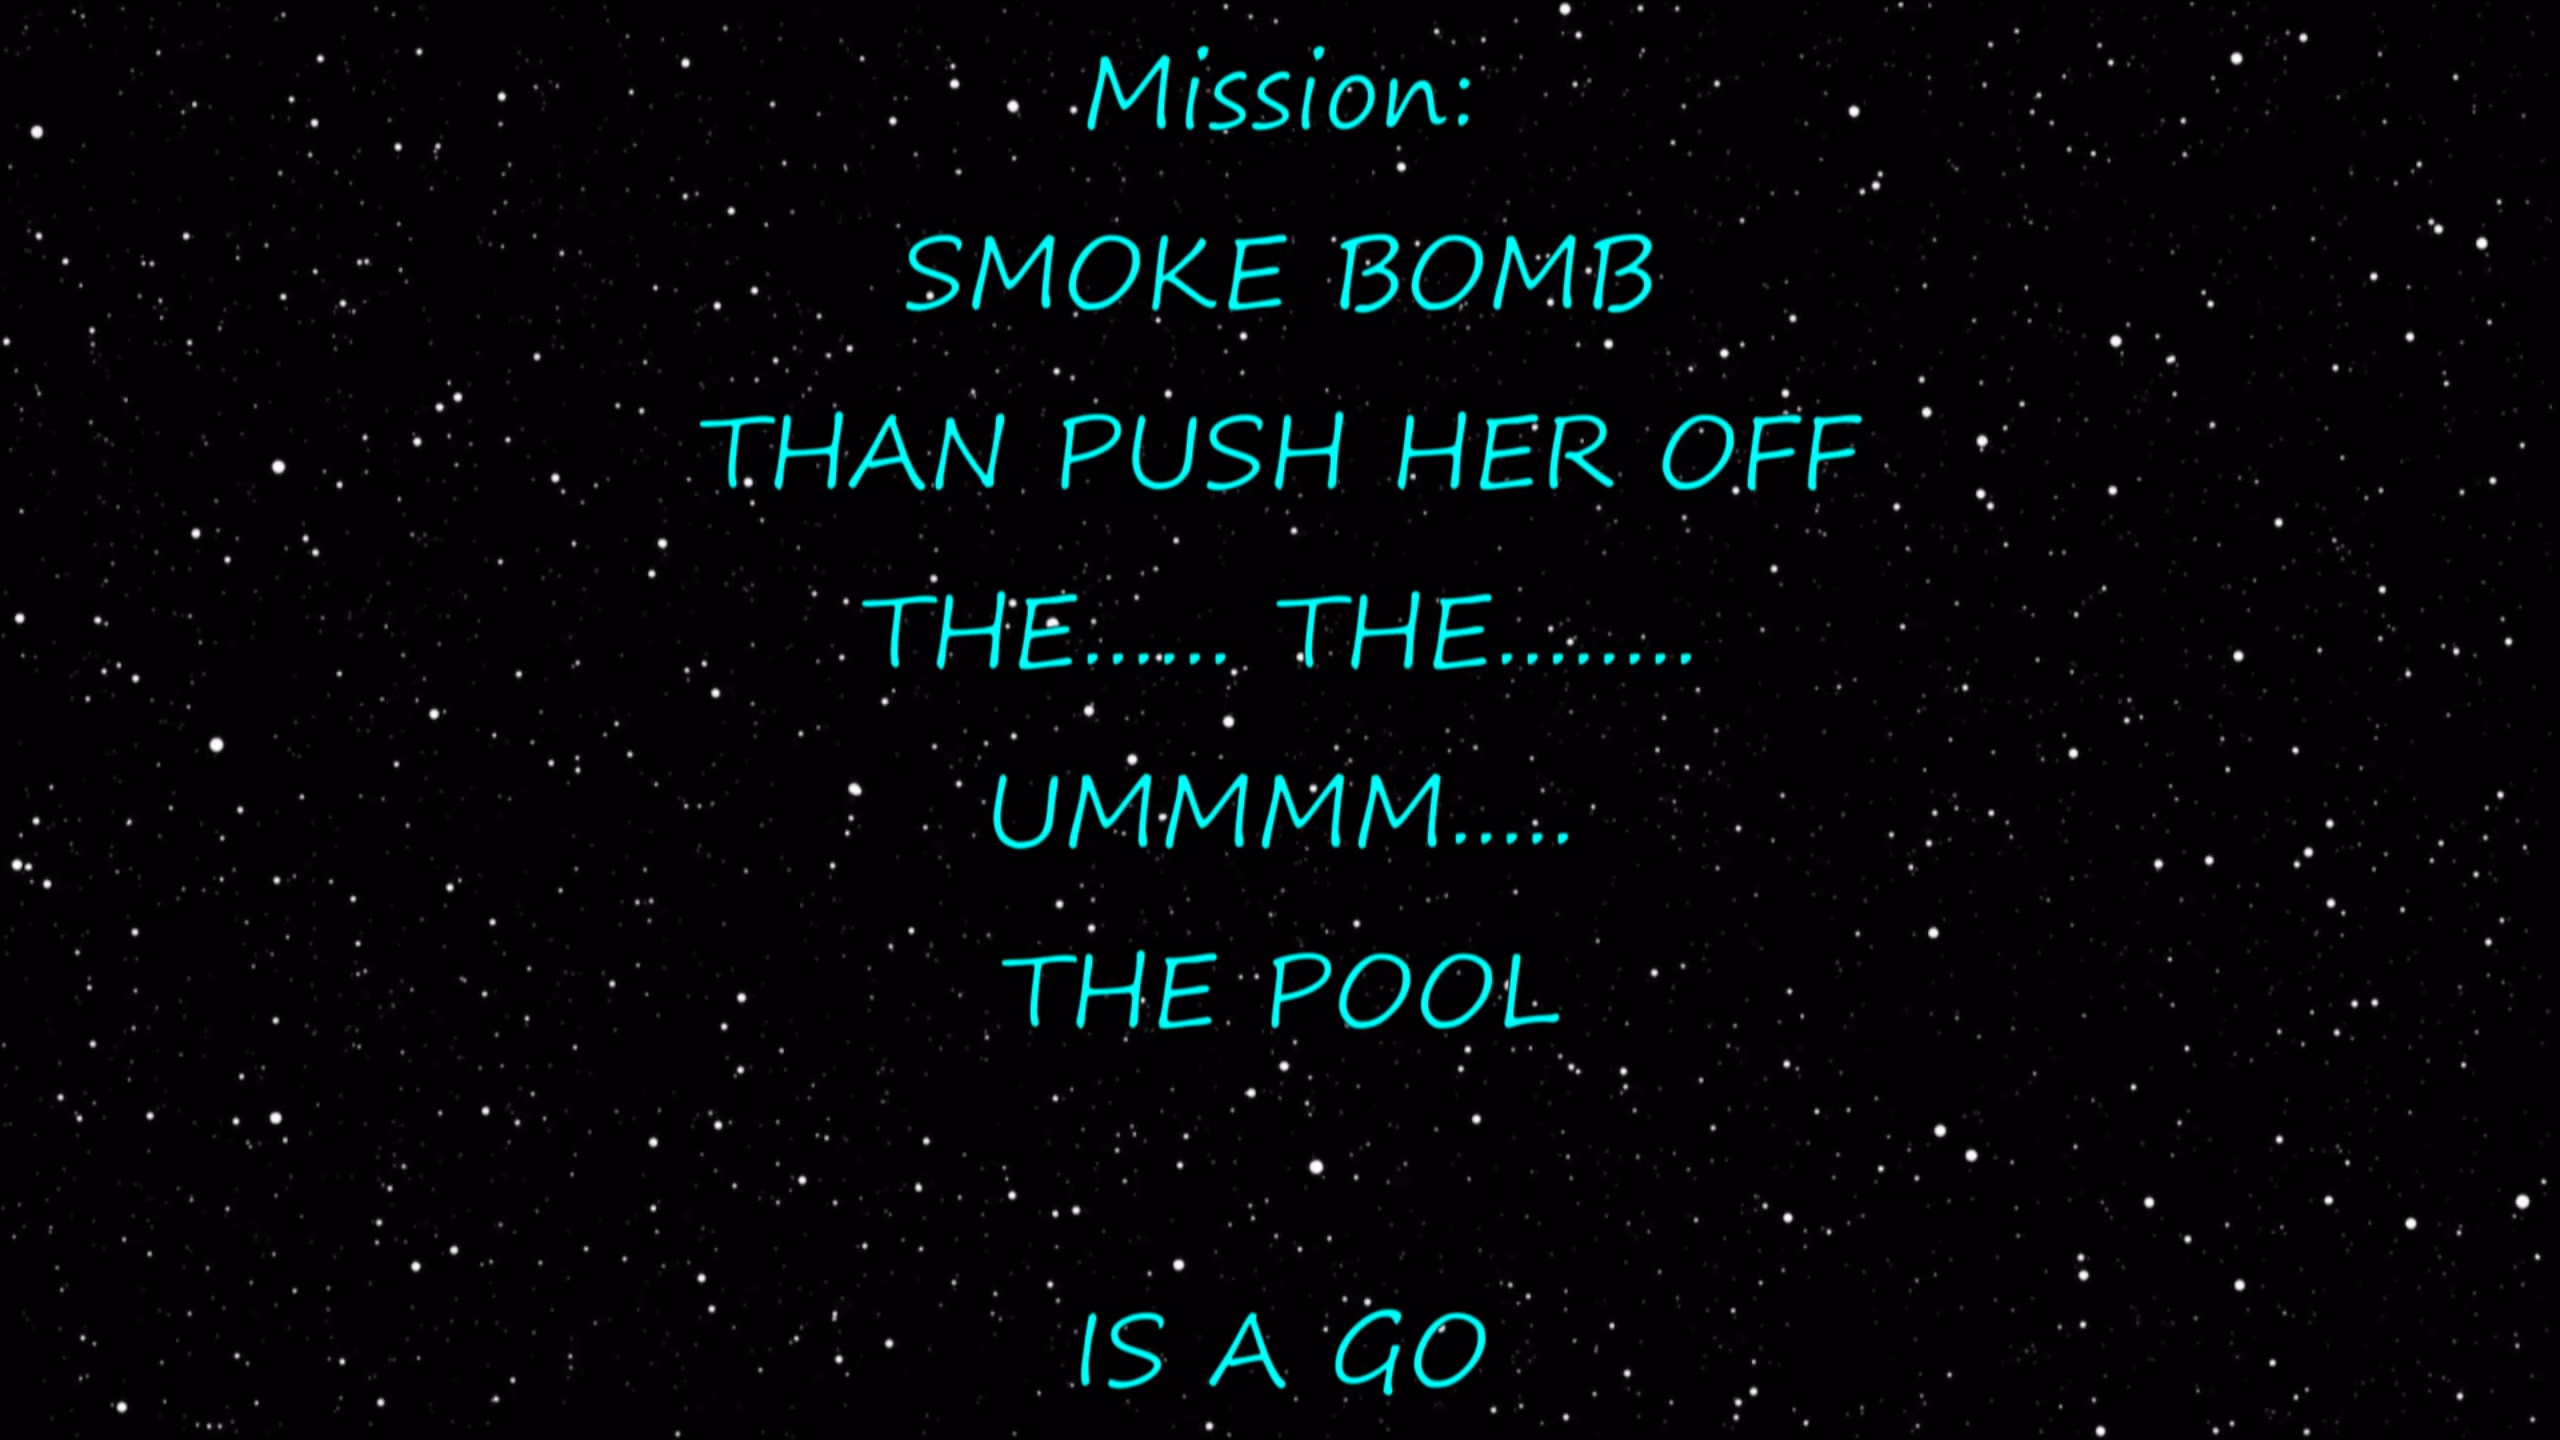 Mission:
SMOKE BOMB
THAN PUSH HER OFF
THE...... THE........
UMMMM.....
THE POOL
IS A GO